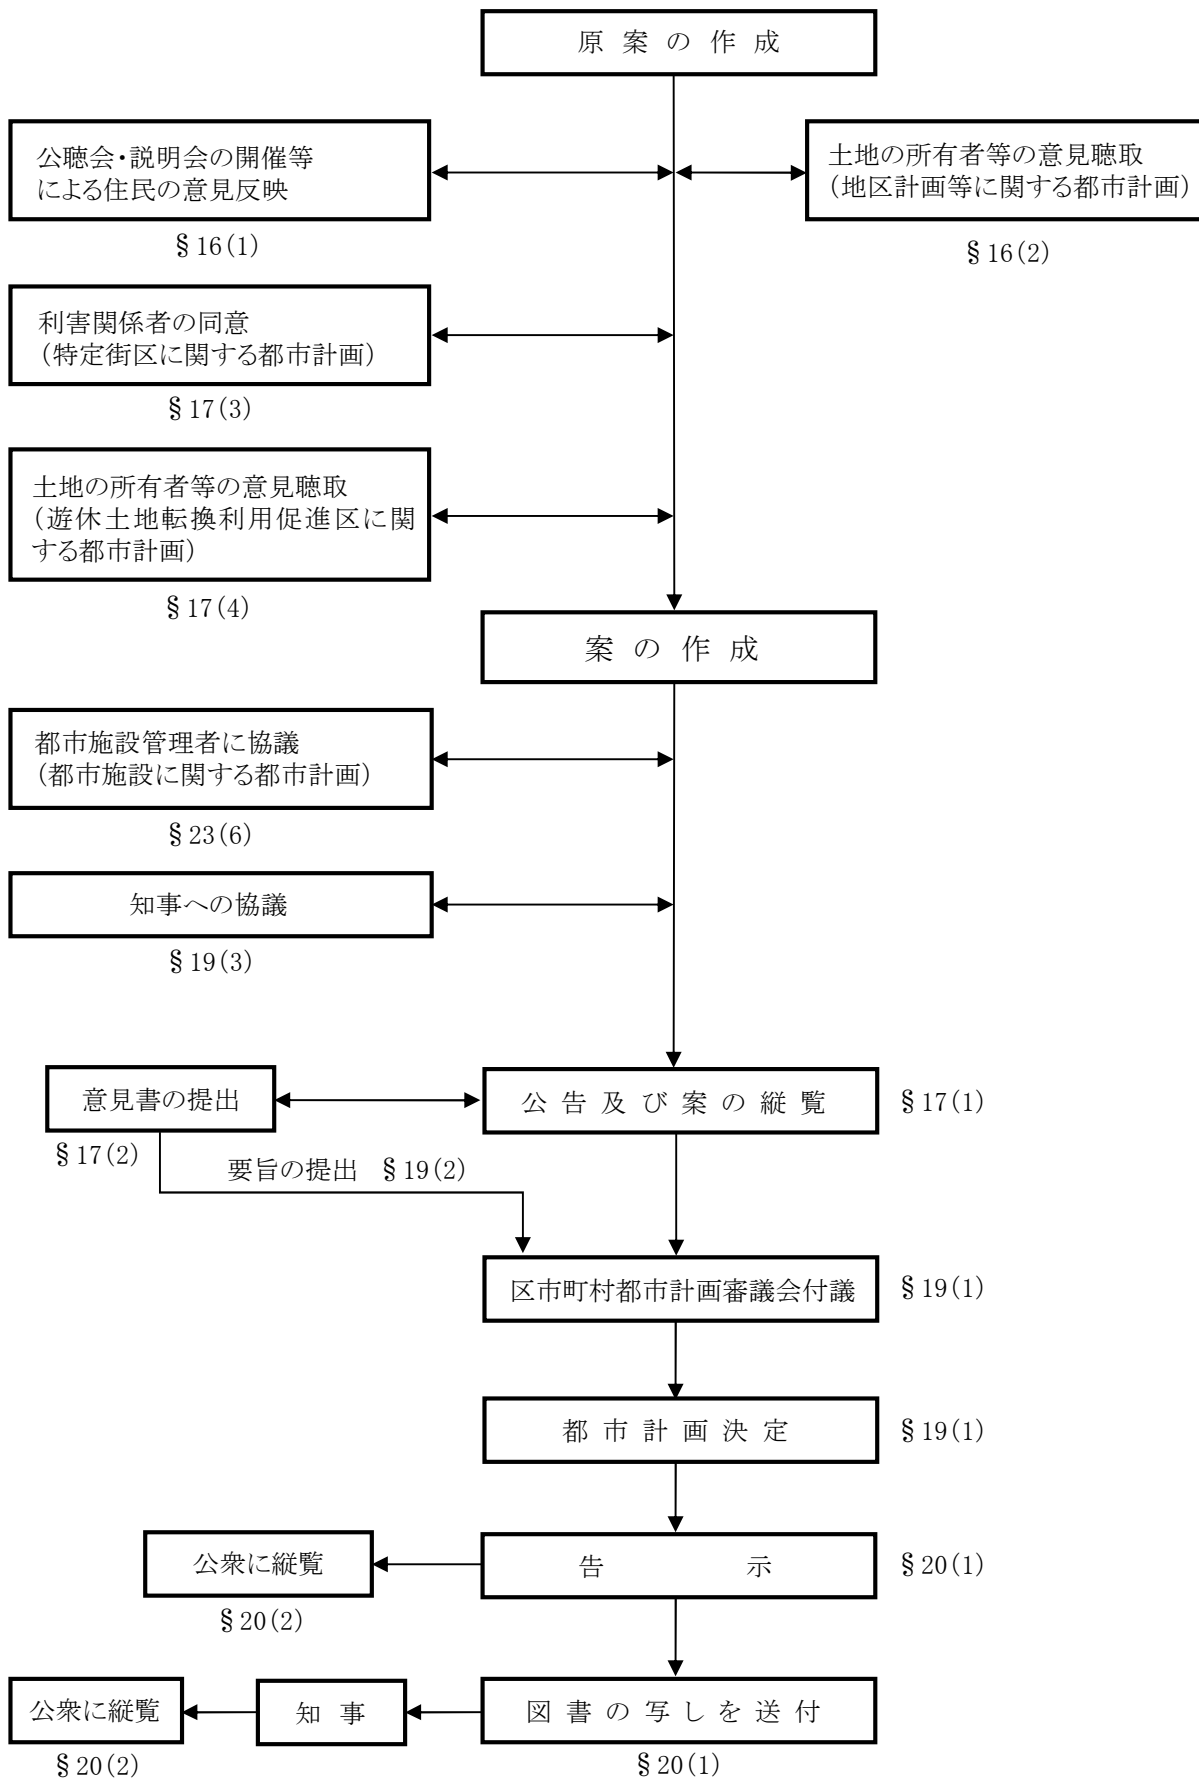 原案の作成
公聴会・説明会の開催等
による住民の意見反映
§16(1)
土地の所有者等の意見聴取
(地区計画等に関する都市計画)
§16(2)
利害関係者の同意
(特定街区に関する都市計画)
§17(3)
土地の所有者等の意見聴取
(遊休土地転換利用促進区に関
する都市計画)
§17(4)
案の作成
都市施設管理者に協議
(都市施設に関する都市計画)
§23(6)
知事への協議
§19(3)
意見書の提出
§17(2)
公告及び案の縦覧
§17(1)
要旨の提出 §19(2)
区市町村都市計画審議会付議
§19(1)
都市計画決定
§19(1)
告示
§20(1)
公衆に縦覧
§20(2)
図書の写しを送付
§20(1)
知事
公衆に縦覧
§20(2)